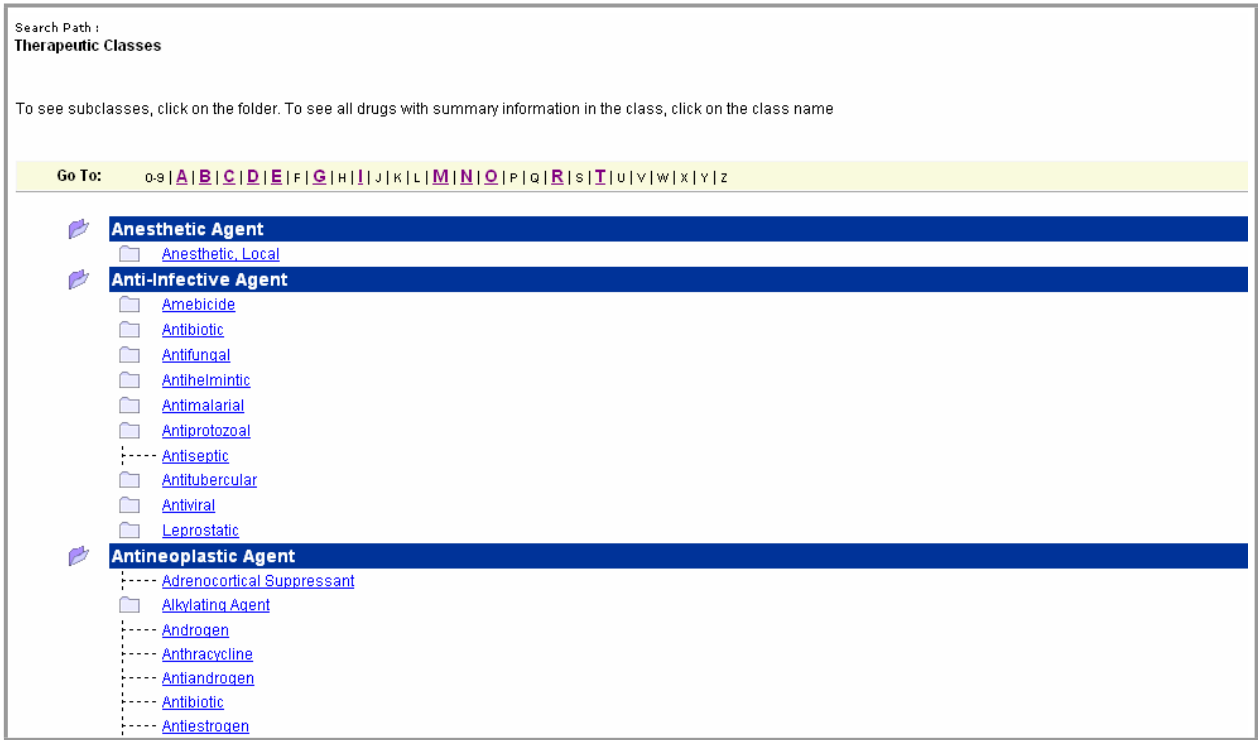 Search Path :
Therapeutic Classes
To see subclasses, click on the folder. To see all drugs with summary information in the class, click on the class name
Go To: 0-9 | A | B | C | D | E | F | G | H | I | J | K | L | M | N | O | P | Q | R | S | T | U | V | W | X | Y | Z
Anesthetic Agent
Anesthetic, Local
Anti-Infective Agent
Amebicide
Antibiotic
Antifungal
Antihelmintic
Antimalarial
Antiprotozoal
Antiseptic
Antitubercular
Antiviral
Leprostatic
Antineoplastic Agent
Adrenocortical Suppressant
Alkylating Agent
Androgen
Anthracycline
Antiandrogen
Antibiotic
Antiestrogen